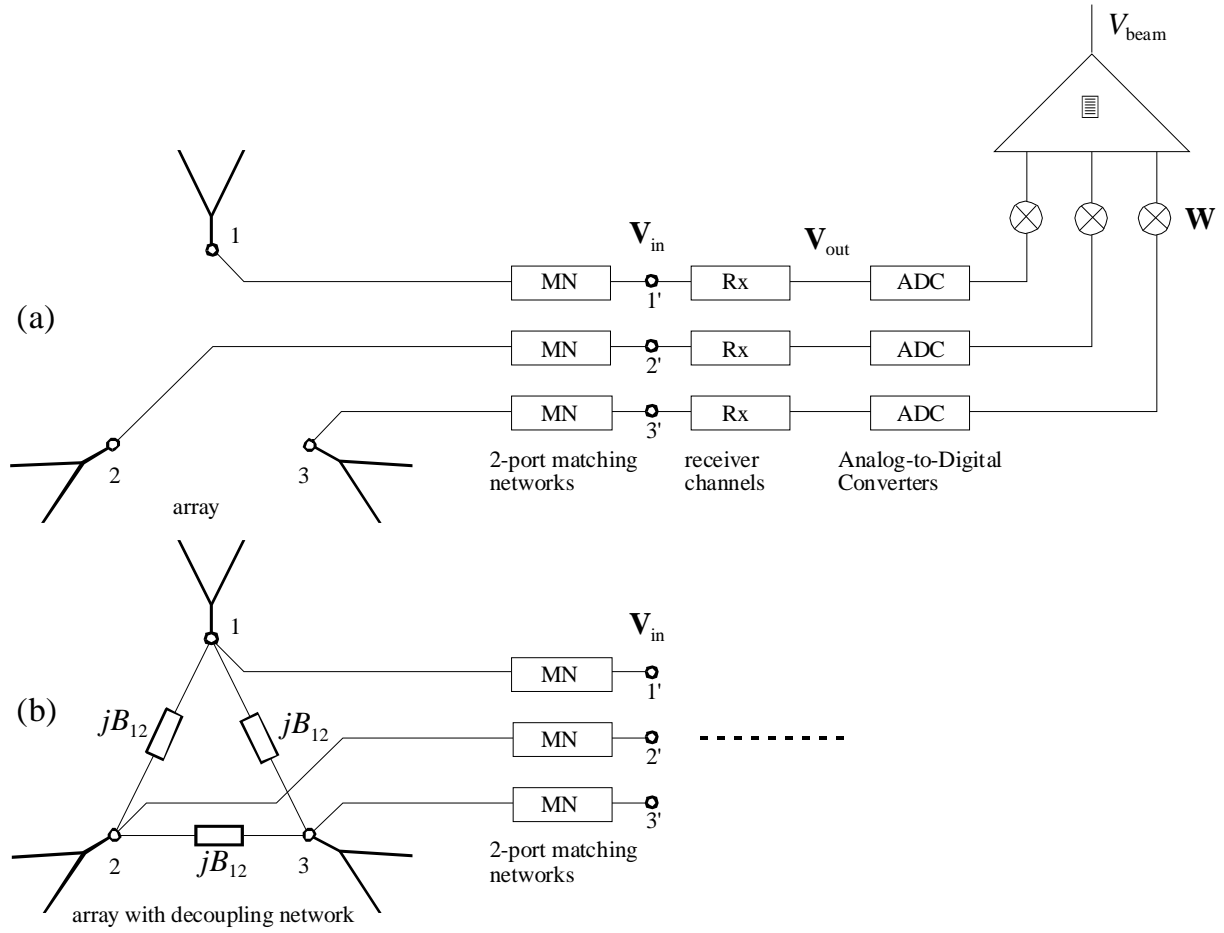 V_beam
W
1
V_in
V_out
MN
1'
Rx
ADC
(a)
MN
2'
Rx
ADC
MN
3'
Rx
ADC
2
3
2-port matching
networks
receiver
channels
Analog-to-Digital
Converters
array
1
V_in
MN
1'
(b)
jB_12
jB_12
MN
2'
MN
3'
2
jB_12
3
2-port matching
networks
array with decoupling network